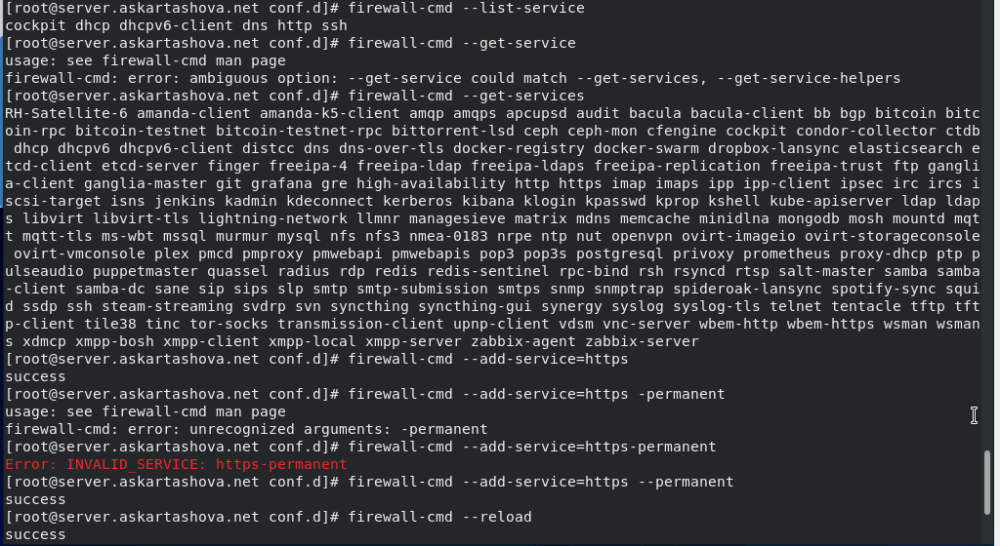 [root@server.askartashova.net conf.d]# firewall-cmd --list-service
cockpit dhcp dhcpv6-client dns http ssh
[root@server.askartashova.net conf.d]# firewall-cmd --get-service
usage: see firewall-cmd man page
firewall-cmd: error: ambiguous option: --get-service could match --get-services, --get-service-helpers
[root@server.askartashova.net conf.d]# firewall-cmd --get-services
RH-Satellite-6 amanda-client amanda-k5-client amqp amqps apcupsd audit bacula bacula-client bb bgp bitcoin bitc
oin-rpc bitcoin-testnet bitcoin-testnet-rpc bittorrent-lsd ceph ceph-mon cfengine cockpit condor-collector ctdb
 dhcp dhcpv6 dhcpv6-client distcc dns dns-over-tls docker-registry docker-swarm dropbox-lansync elasticsearch e
tcd-client etcd-server finger freeipa-4 freeipa-ldap freeipa-ldaps freeipa-replication freeipa-trust ftp gangli
a-client ganglia-master git grafana gre high-availability http https imap imaps ipp ipp-client ipsec irc ircs i
scsi-target isns jenkins kadmin kdeconnect kerberos kibana klogin kpasswd kprop kshell kube-apiserver ldap ldap
s libvirt libvirt-tls lightning-network llmnr managesieve matrix mdns memcache minidlna mongodb mosh mountd mqt
t mqtt-tls ms-wbt mssql murmur mysql nfs nfs3 nmea-0183 nrpe ntp nut openvpn ovirt-imageio ovirt-storageconsole
 ovirt-vmconsole plex pmcd pmproxy pmwebapi pmwebapis pop3 pop3s postgresql privoxy prometheus proxy-dhcp ptp p
ulseaudio puppetmaster quassel radius rdp redis redis-sentinel rpc-bind rsh rsyncd rtsp salt-master samba samba
-client samba-dc sane sip sips slp smtp smtp-submission smtps snmp snmptrap spideroak-lansync spotify-sync squi
d ssdp ssh steam-streaming svdrp svn syncthing syncthing-gui synergy syslog syslog-tls telnet tentacle tftp tft
p-client tile38 tinc tor-socks transmission-client upnp-client vdsm vnc-server wbem-http wbem-https wsman wsman
s xdmcp xmpp-bosh xmpp-client xmpp-local xmpp-server zabbix-agent zabbix-server
[root@server.askartashova.net conf.d]# firewall-cmd --add-service=https
success
[root@server.askartashova.net conf.d]# firewall-cmd --add-service=https -permanent
usage: see firewall-cmd man page
firewall-cmd: error: unrecognized arguments: -permanent
[root@server.askartashova.net conf.d]# firewall-cmd --add-service=https-permanent
Error: INVALID_SERVICE: https-permanent
[root@server.askartashova.net conf.d]# firewall-cmd --add-service=https --permanent
success
[root@server.askartashova.net conf.d]# firewall-cmd --reload
success